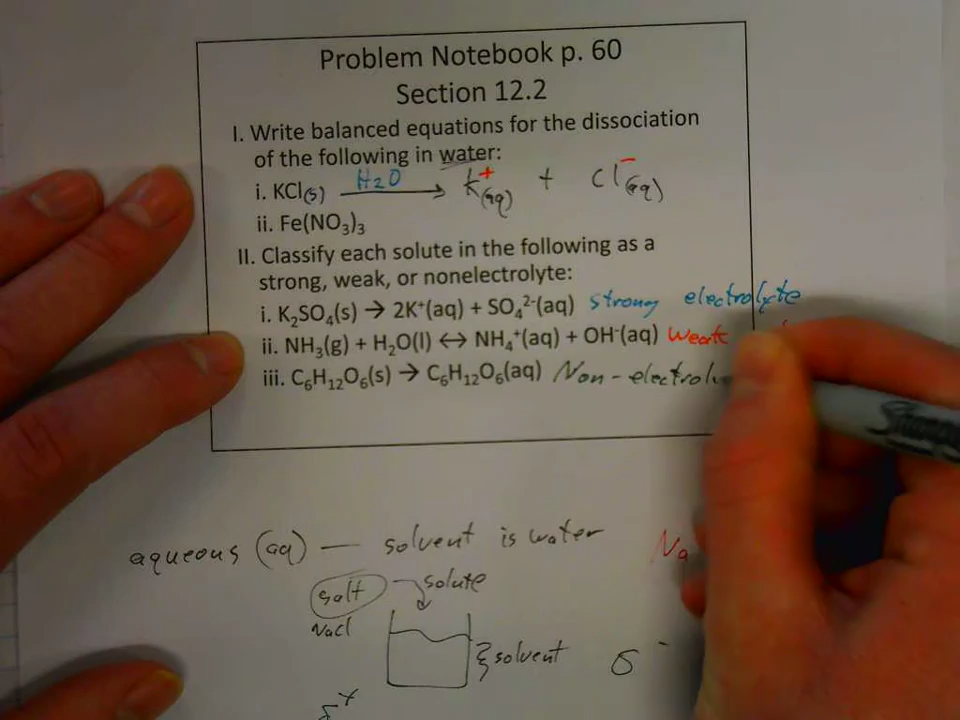 Problem Notebook p. 60
Section 12.2
I. Write balanced equations for the dissociation
of the following in water:
i. KCl(s) H2O → K+(aq) + Cl−(aq)
ii. Fe(NO₃)₃
II. Classify each solute in the following as a
strong, weak, or nonelectrolyte:
i. K₂SO₄(s) → 2K⁺(aq) + SO₄²⁻(aq) strong electrolyte
ii. NH₃(g) + H₂O(l) ↔ NH₄⁺(aq) + OH⁻(aq) Weak
iii. C₆H₁₂O₆(s) → C₆H₁₂O₆(aq) Non-electroly
aqueous (aq) — solvent is water Na
salt solute
NaCl
solvent δ−
δ+